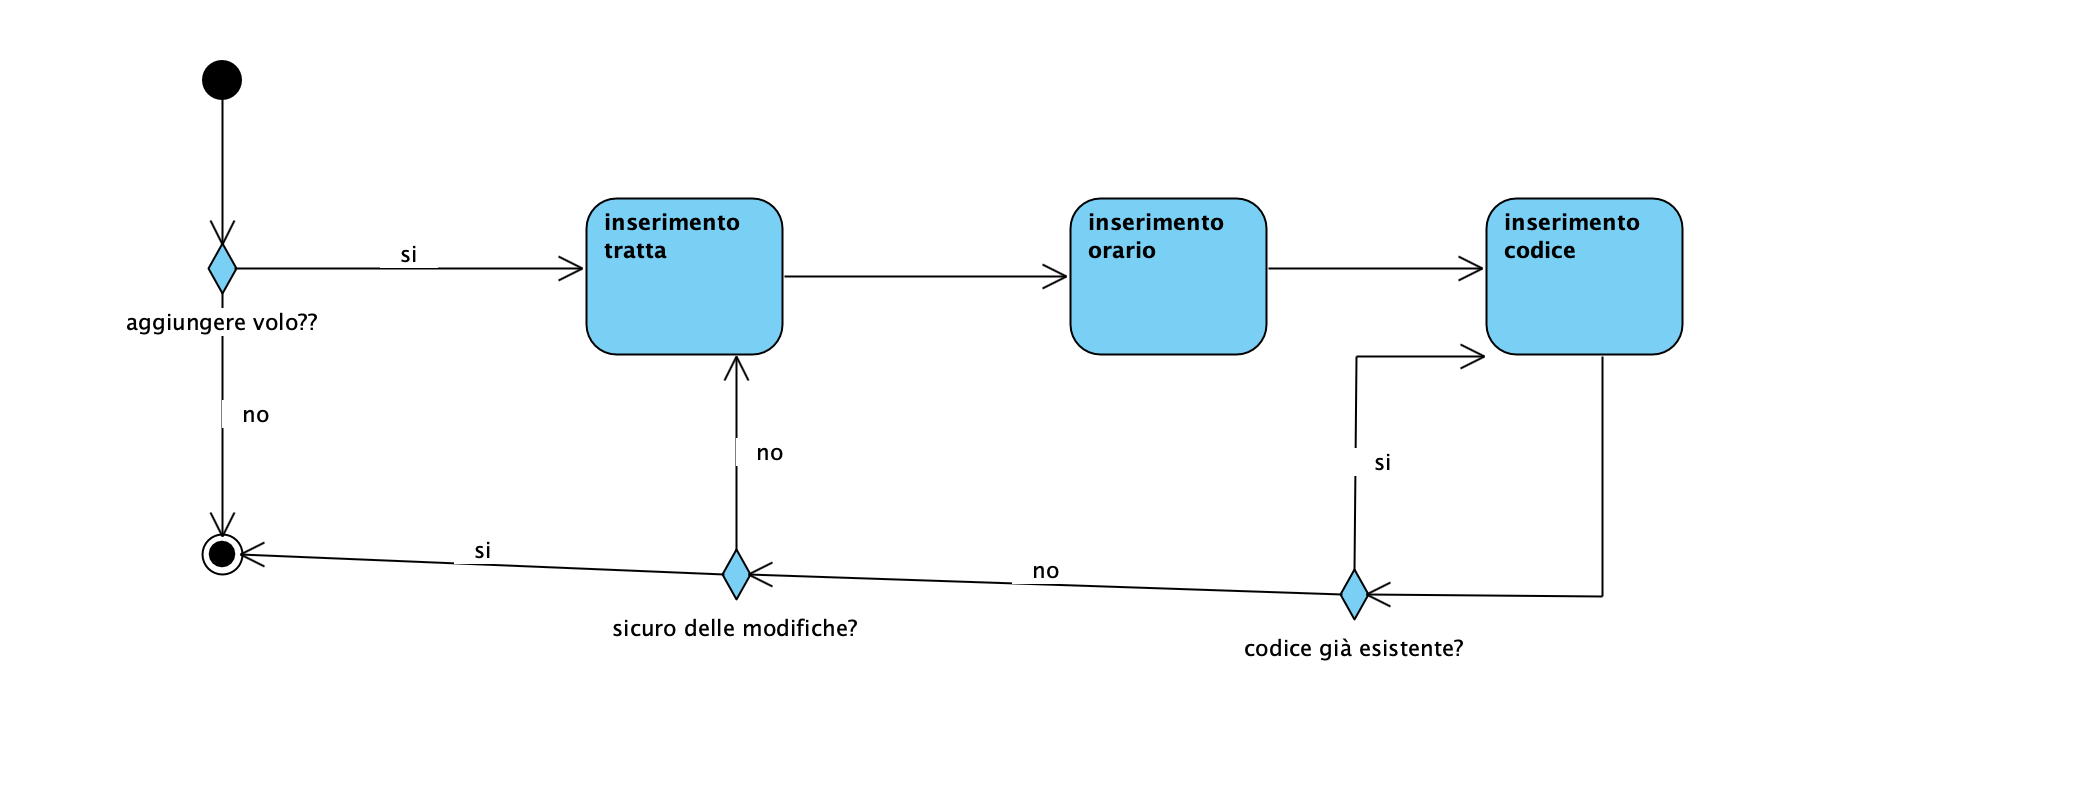 inserimento
tratta
inserimento
orario
inserimento
codice
si
aggiungere volo??
no
no
si
si
no
sicuro delle modifiche?
codice già esistente?